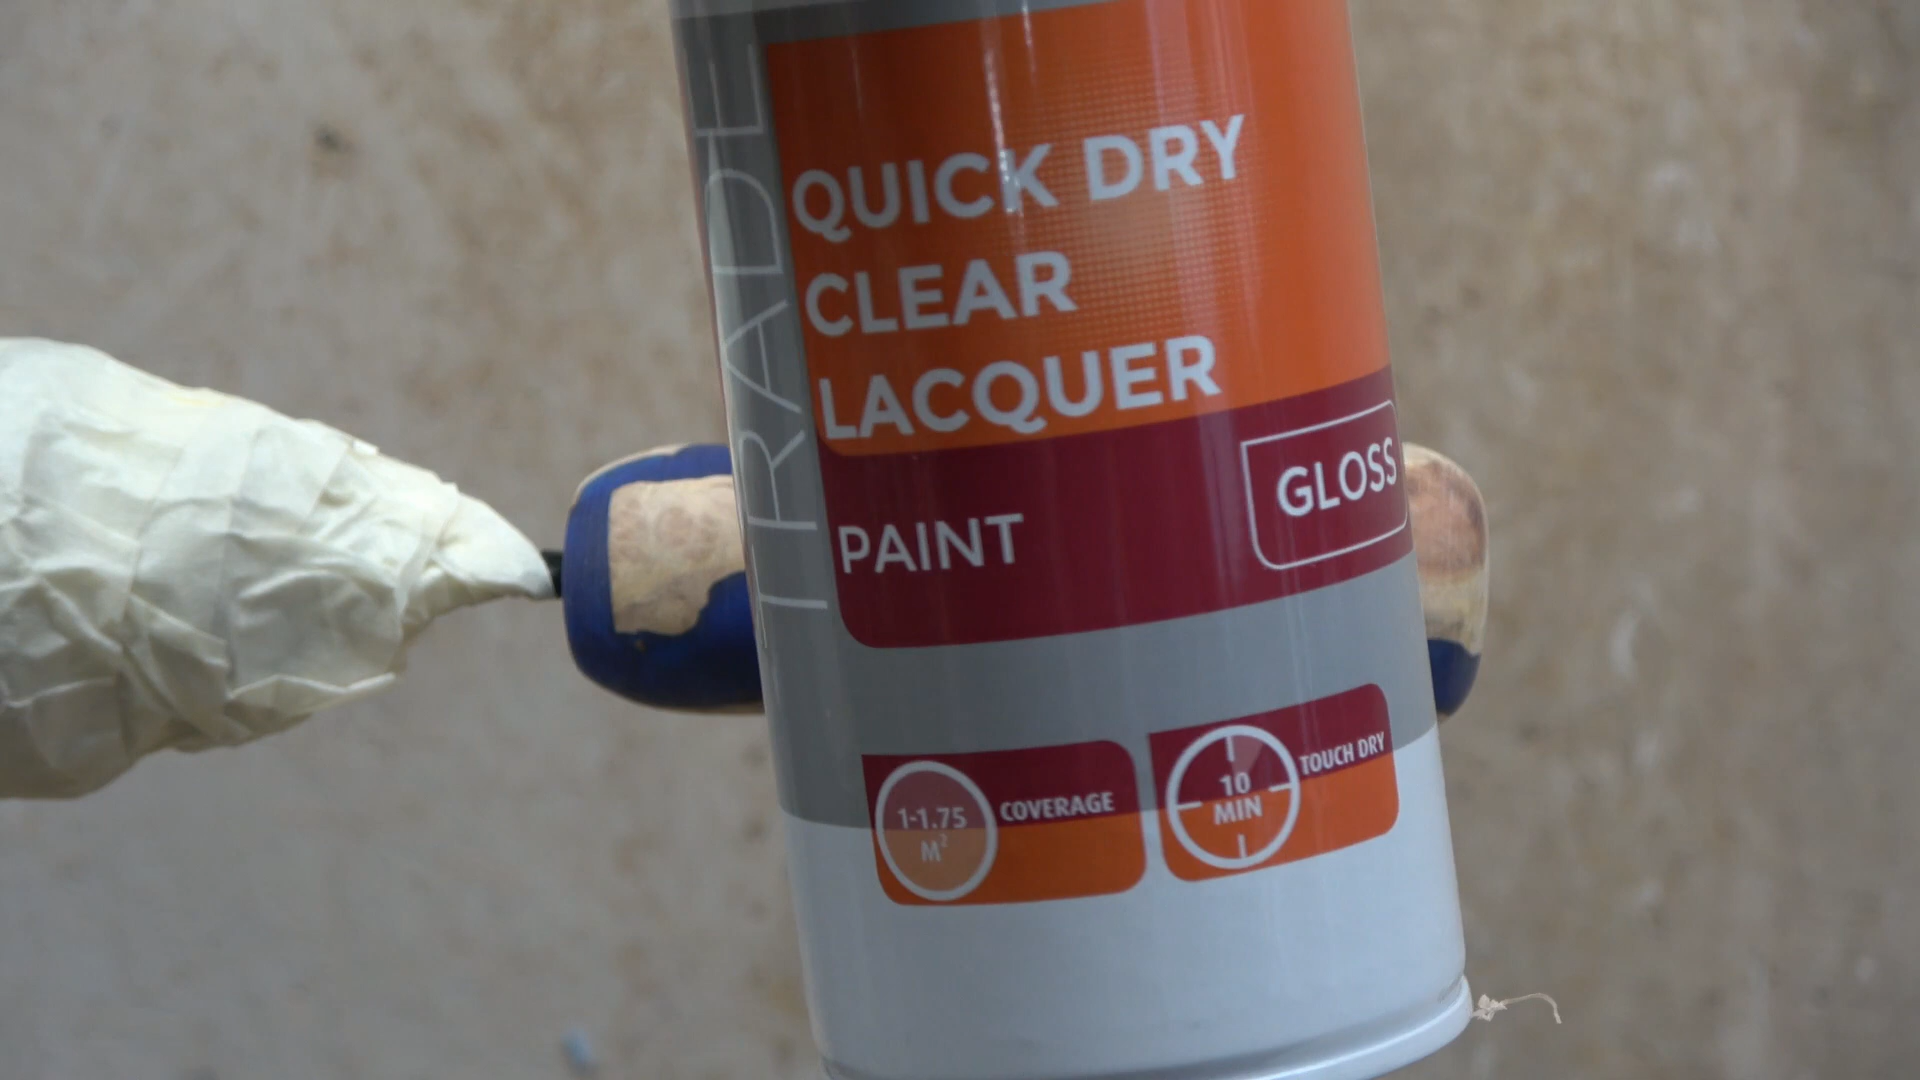 TRADE
QUICK DRY
CLEAR
LACQUER
PAINT
GLOSS
1-1.75
M²
COVERAGE
10
MIN
TOUCH DRY